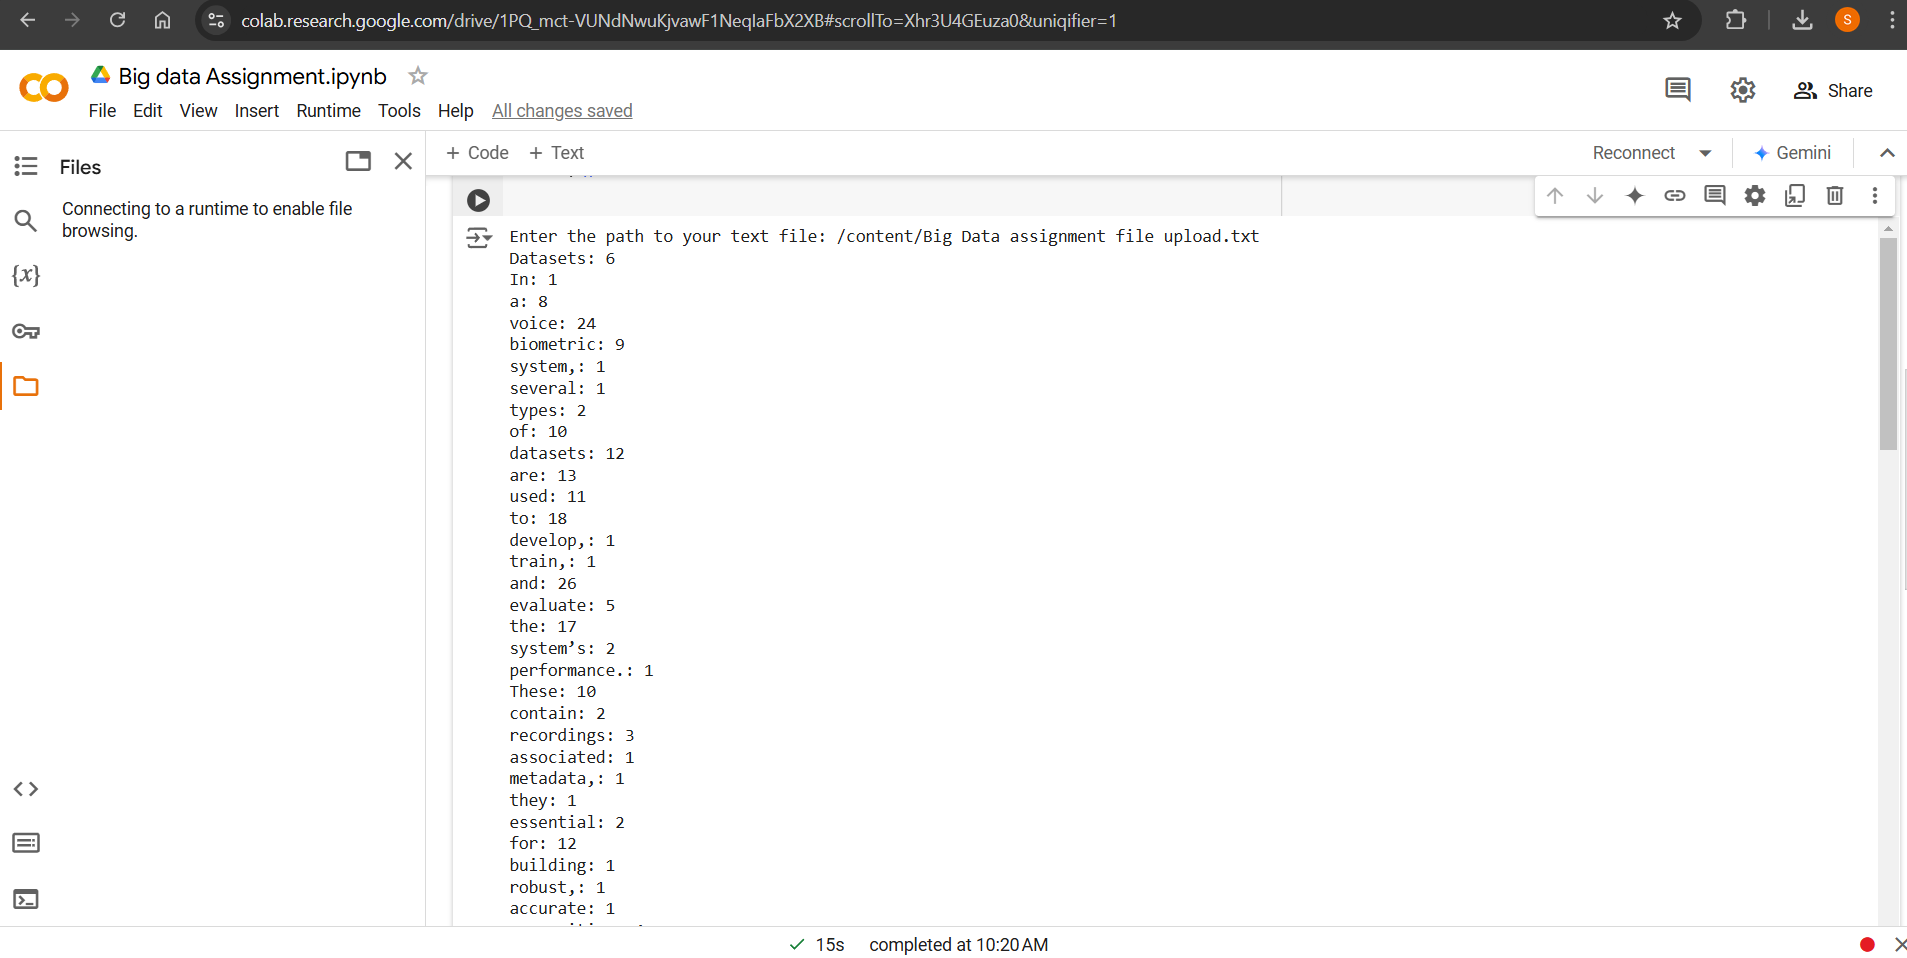 colab.research.google.com/drive/1PQ_mct-VUNdNwuKjvawF1NeqIaFbX2XB#scrollTo=Xhr3U4GEuza0&uniqifier=1
S
CO
Big data Assignment.ipynb
File Edit View Insert Runtime Tools Help All changes saved
Share
Files
+ Code + Text
Reconnect
Gemini
Connecting to a runtime to enable file
browsing.
{x}
Enter the path to your text file: /content/Big Data assignment file upload.txt
Datasets: 6
In: 1
a: 8
voice: 24
biometric: 9
system,: 1
several: 1
types: 2
of: 10
datasets: 12
are: 13
used: 11
to: 18
develop,: 1
train,: 1
and: 26
evaluate: 5
the: 17
system’s: 2
performance.: 1
These: 10
contain: 2
recordings: 3
associated: 1
metadata,: 1
they: 1
essential: 2
for: 12
building: 1
robust,: 1
accurate: 1
15s completed at 10:20 AM